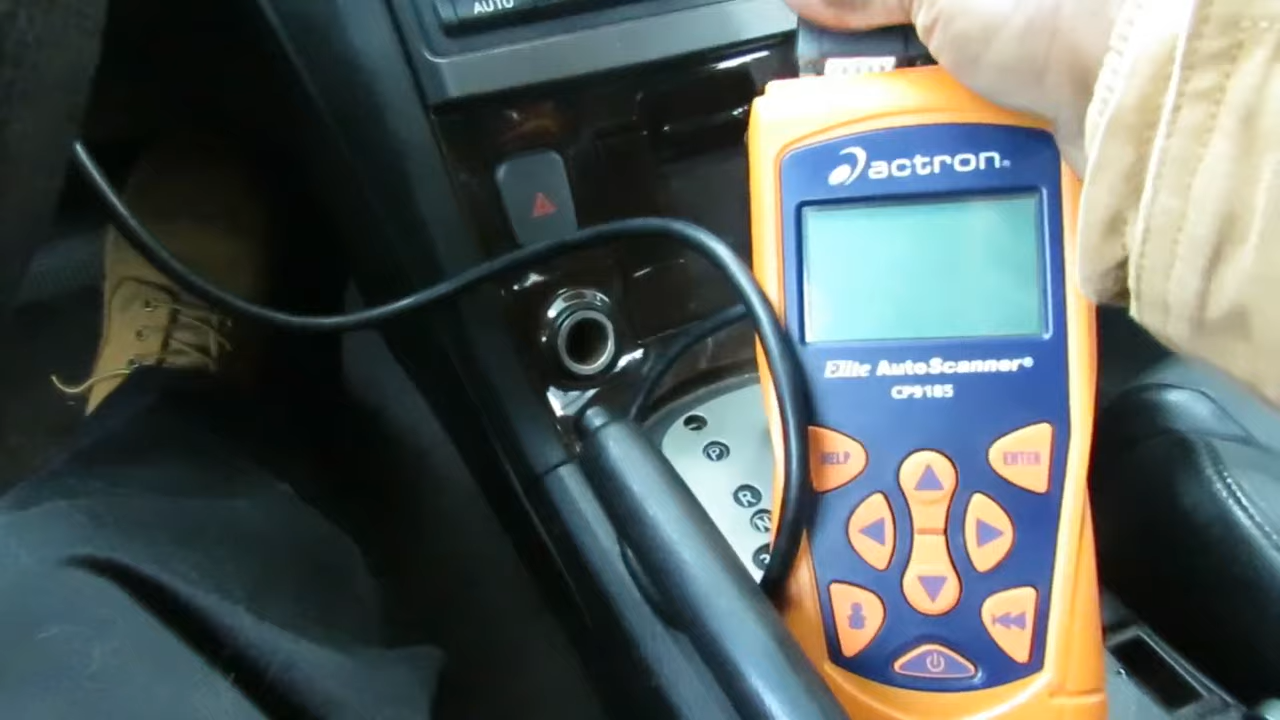 AUTO
actron®
Elite AutoScanner®
CP9185
HELP
ENTER
P
R
N